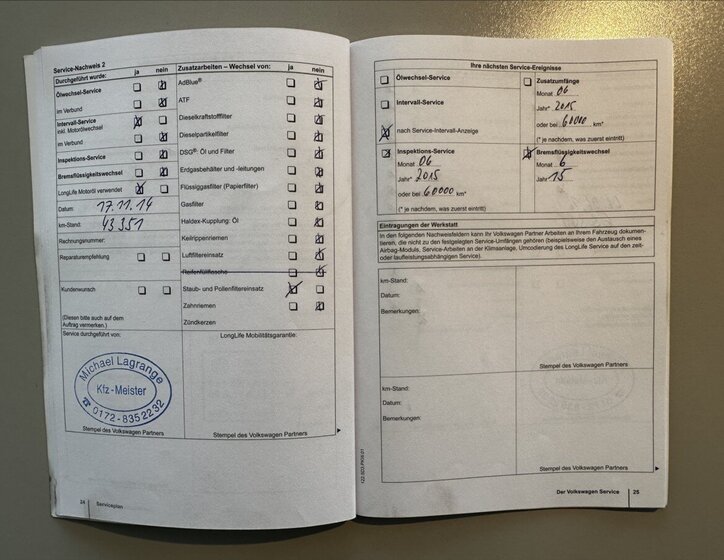 Service-Nachweis 2
Durchgeführt wurde: ja nein
Ölwechsel-Service
im Verbund
Intervall-Service
inkl. Motorölwechsel
im Verbund
Inspektions-Service
Bremsflüssigkeitswechsel
LongLife Motoröl verwendet
Datum: 17.11.14
km-Stand: 43351
Rechnungsnummer:
Reparaturempfehlung
Kundenwunsch
(Diesen bitte auch auf dem
Auftrag vermerken.)
Zusatzarbeiten – Wechsel von: ja nein
AdBlue®
ATF
Dieselkraftstofffilter
Dieselpartikelfilter
DSG®: Öl und Filter
Erdgasbehälter und -leitungen
Flüssiggasfilter (Papierfilter)
Gasfilter
Haldex-Kupplung: Öl
Keilrippenriemen
Luftfiltereinsatz
Reifenfüllflasche
Staub- und Pollenfiltereinsatz
Zahnriemen
Zündkerzen
Service durchgeführt von:
Michael Lagrange
Kfz-Meister
☎ 0172-8352232
Stempel des Volkswagen Partners
LongLife Mobilitätsgarantie:
Stempel des Volkswagen Partners
24 Serviceplan
Ihre nächsten Service-Ereignisse
Ölwechsel-Service
Intervall-Service
nach Service-Intervall-Anzeige
Zusatzumfänge
Monat 06
Jahr* 2015
oder bei 60000 km*
(* je nachdem, was zuerst eintritt)
Inspektions-Service
Monat 06
Jahr* 2015
oder bei 60000 km*
(* je nachdem, was zuerst eintritt)
Bremsflüssigkeitswechsel
Monat 6
Jahr 15
Eintragungen der Werkstatt
In den folgenden Nachweisfeldern kann Ihr Volkswagen Partner Arbeiten an Ihrem Fahrzeug dokumen-
tieren, die nicht zu den festgelegten Service-Umfängen gehören (beispielsweise den Austausch eines
Airbag-Moduls, Service-Arbeiten an der Klimaanlage, Umcodierung des LongLife Service auf den zeit-
oder laufleistungsabhängigen Service).
km-Stand:
Datum:
Bemerkungen:
Stempel des Volkswagen Partners
km-Stand:
Datum:
Bemerkungen:
Stempel des Volkswagen Partners
Der Volkswagen Service 25